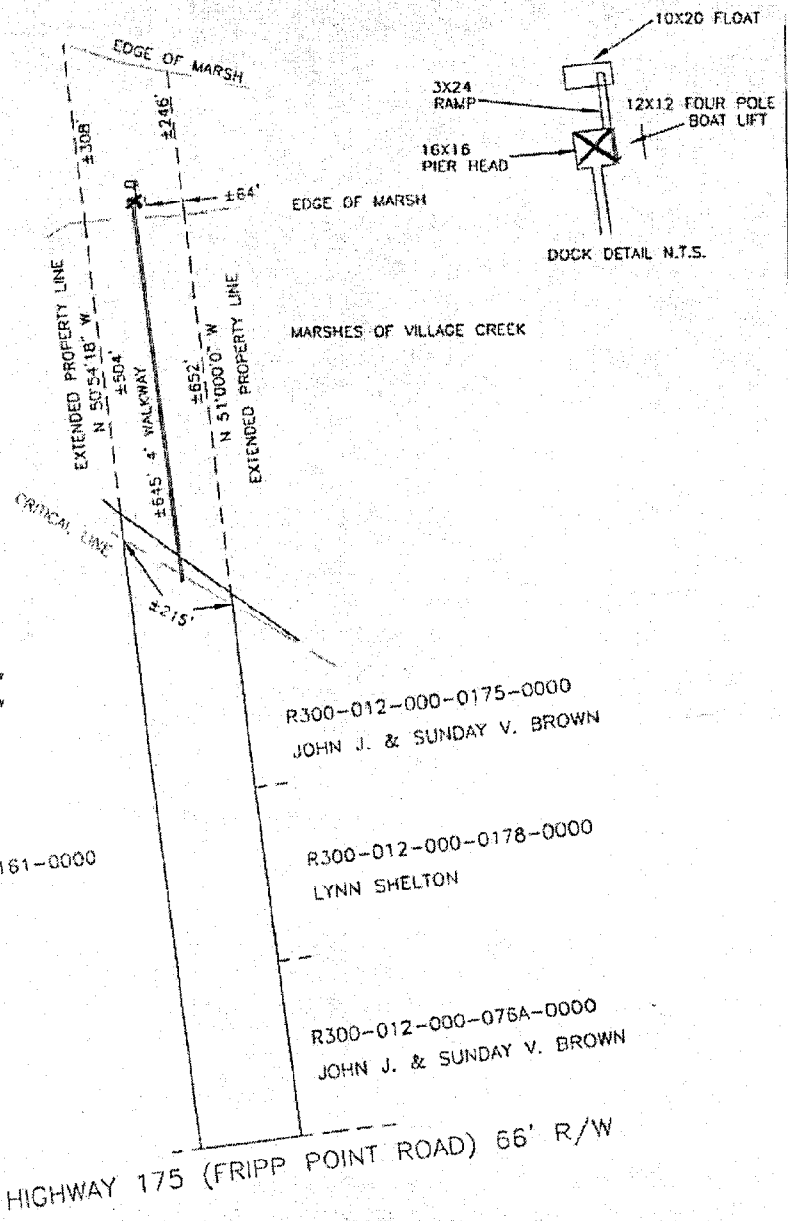 10X20 FLOAT
EDGE OF MARSH
3X24
RAMP
12X12 FOUR POLE
BOAT LIFT
16X16
PIER HEAD
DOCK DETAIL N.T.S.
±308'
±246'
±64'
EDGE OF MARSH
MARSHES OF VILLAGE CREEK
EXTENDED PROPERTY LINE
N 50°54'18" W
±504'
±645' 4' WALKWAY
±652'
N 51°000'0" W
EXTENDED PROPERTY LINE
CRITICAL LINE
±215'
R300-012-000-0175-0000
JOHN J. & SUNDAY V. BROWN
161-0000
R300-012-000-0178-0000
LYNN SHELTON
R300-012-000-076A-0000
JOHN J. & SUNDAY V. BROWN
HIGHWAY 175 (FRIPP POINT ROAD) 66' R/W